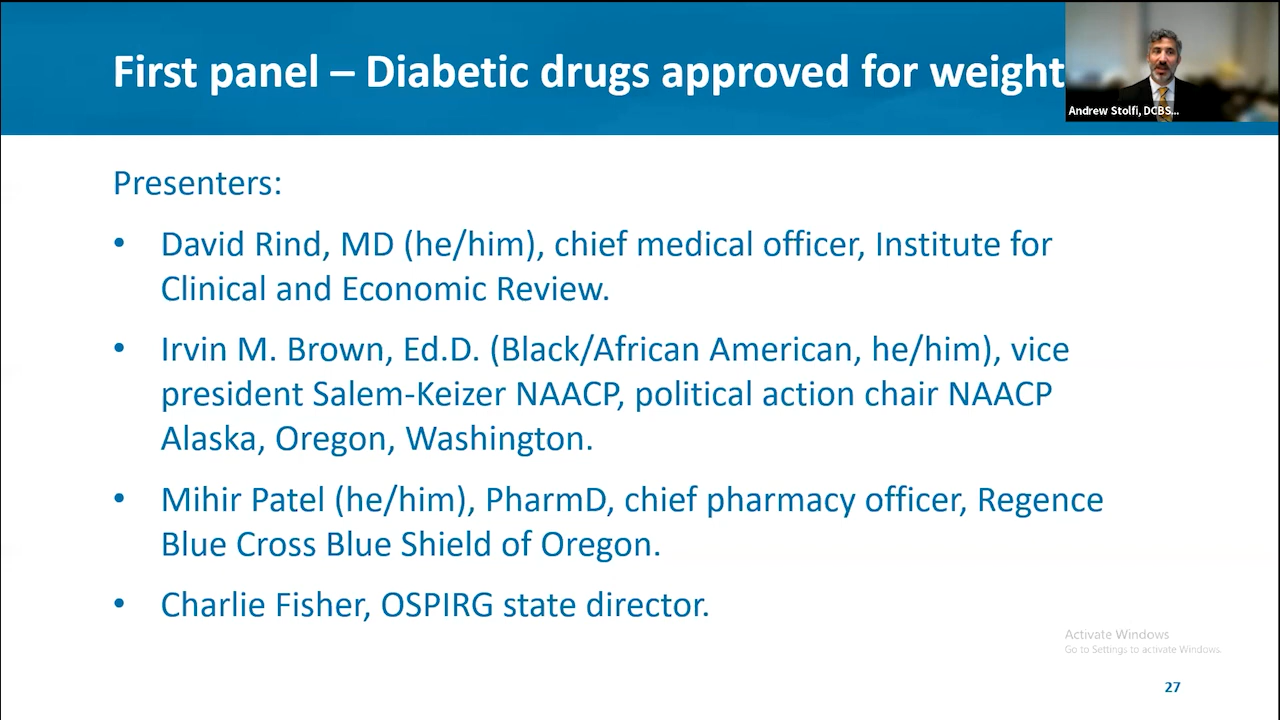 First panel – Diabetic drugs approved for weight
Andrew Stolfi, DCBS...
Presenters:
• David Rind, MD (he/him), chief medical officer, Institute for
Clinical and Economic Review.
• Irvin M. Brown, Ed.D. (Black/African American, he/him), vice
president Salem-Keizer NAACP, political action chair NAACP
Alaska, Oregon, Washington.
• Mihir Patel (he/him), PharmD, chief pharmacy officer, Regence
Blue Cross Blue Shield of Oregon.
• Charlie Fisher, OSPIRG state director.
Activate Windows
Go to Settings to activate Windows.
27